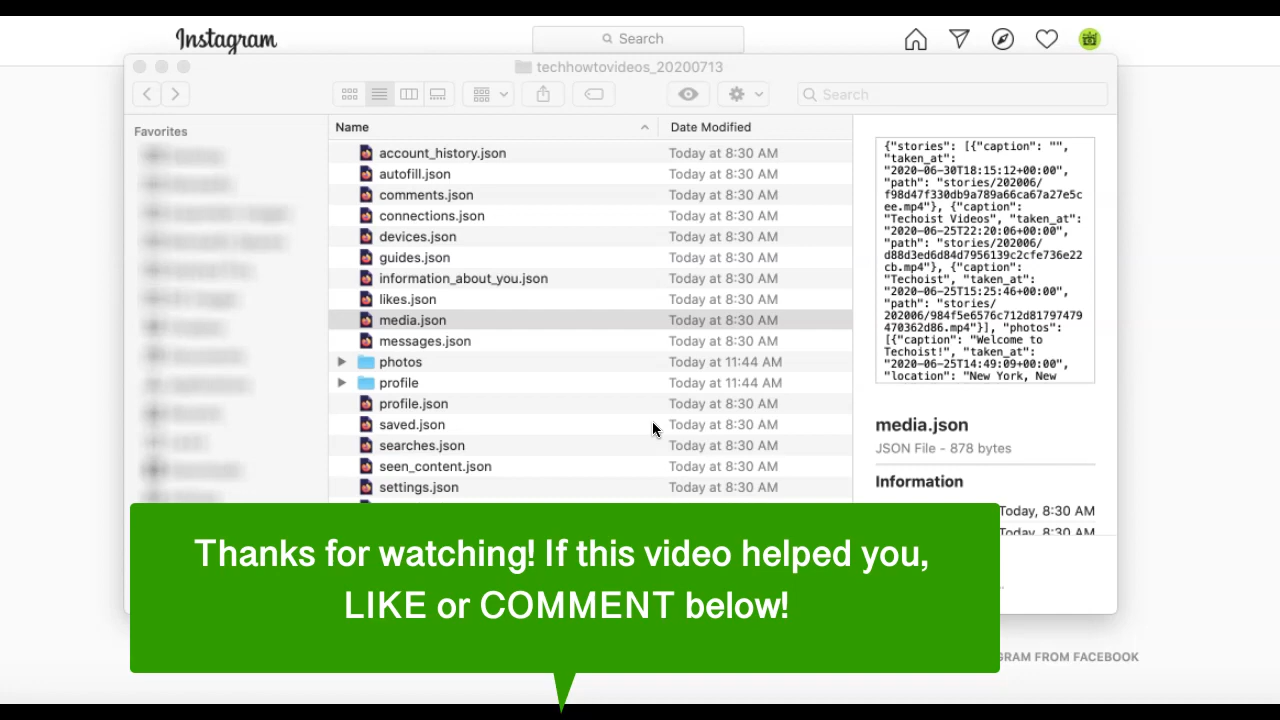 Instagram
Search
techhowtovideos_20200713
Search
Favorites
Name
Date Modified
account_history.json Today at 8:30 AM
autofill.json Today at 8:30 AM
comments.json Today at 8:30 AM
connections.json Today at 8:30 AM
devices.json Today at 8:30 AM
guides.json Today at 8:30 AM
information_about_you.json Today at 8:30 AM
likes.json Today at 8:30 AM
media.json Today at 8:30 AM
messages.json Today at 8:30 AM
photos Today at 11:44 AM
profile Today at 11:44 AM
profile.json Today at 8:30 AM
saved.json Today at 8:30 AM
searches.json Today at 8:30 AM
seen_content.json Today at 8:30 AM
settings.json Today at 8:30 AM
{"stories": [{"caption": "",
"taken_at":
"2020-06-30T18:15:12+00:00",
"path": "stories/202006/
f98d47f330db9a789a66ca67a27e5c
ee.mp4"}, {"caption":
"Techoist Videos", "taken_at":
"2020-06-25T22:20:06+00:00",
"path": "stories/202006/
d88d3ed6d84d7956139c2cfe736e22
cb.mp4"}, {"caption":
"Techoist", "taken_at":
"2020-06-25T15:25:46+00:00",
"path": "stories/
202006/984f5e6576c712d81797479
470362d86.mp4"}], "photos":
[{"caption": "Welcome to
Techoist!", "taken_at":
"2020-06-25T14:49:09+00:00",
"location": "New York, New
media.json
JSON File - 878 bytes
Information
Today, 8:30 AM
Today, 8:30 AM
Thanks for watching! If this video helped you,
LIKE or COMMENT below!
GRAM FROM FACEBOOK